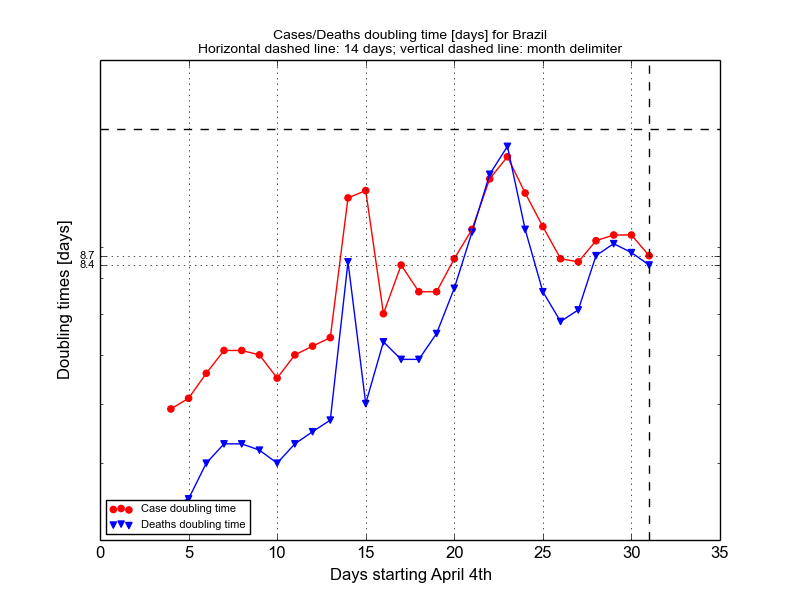 Cases/Deaths doubling time [days] for Brazil
Horizontal dashed line: 14 days; vertical dashed line: month delimiter
Doubling times [days]
8.7
8.4
Case doubling time
Deaths doubling time
0 5 10 15 20 25 30 35
Days starting April 4th